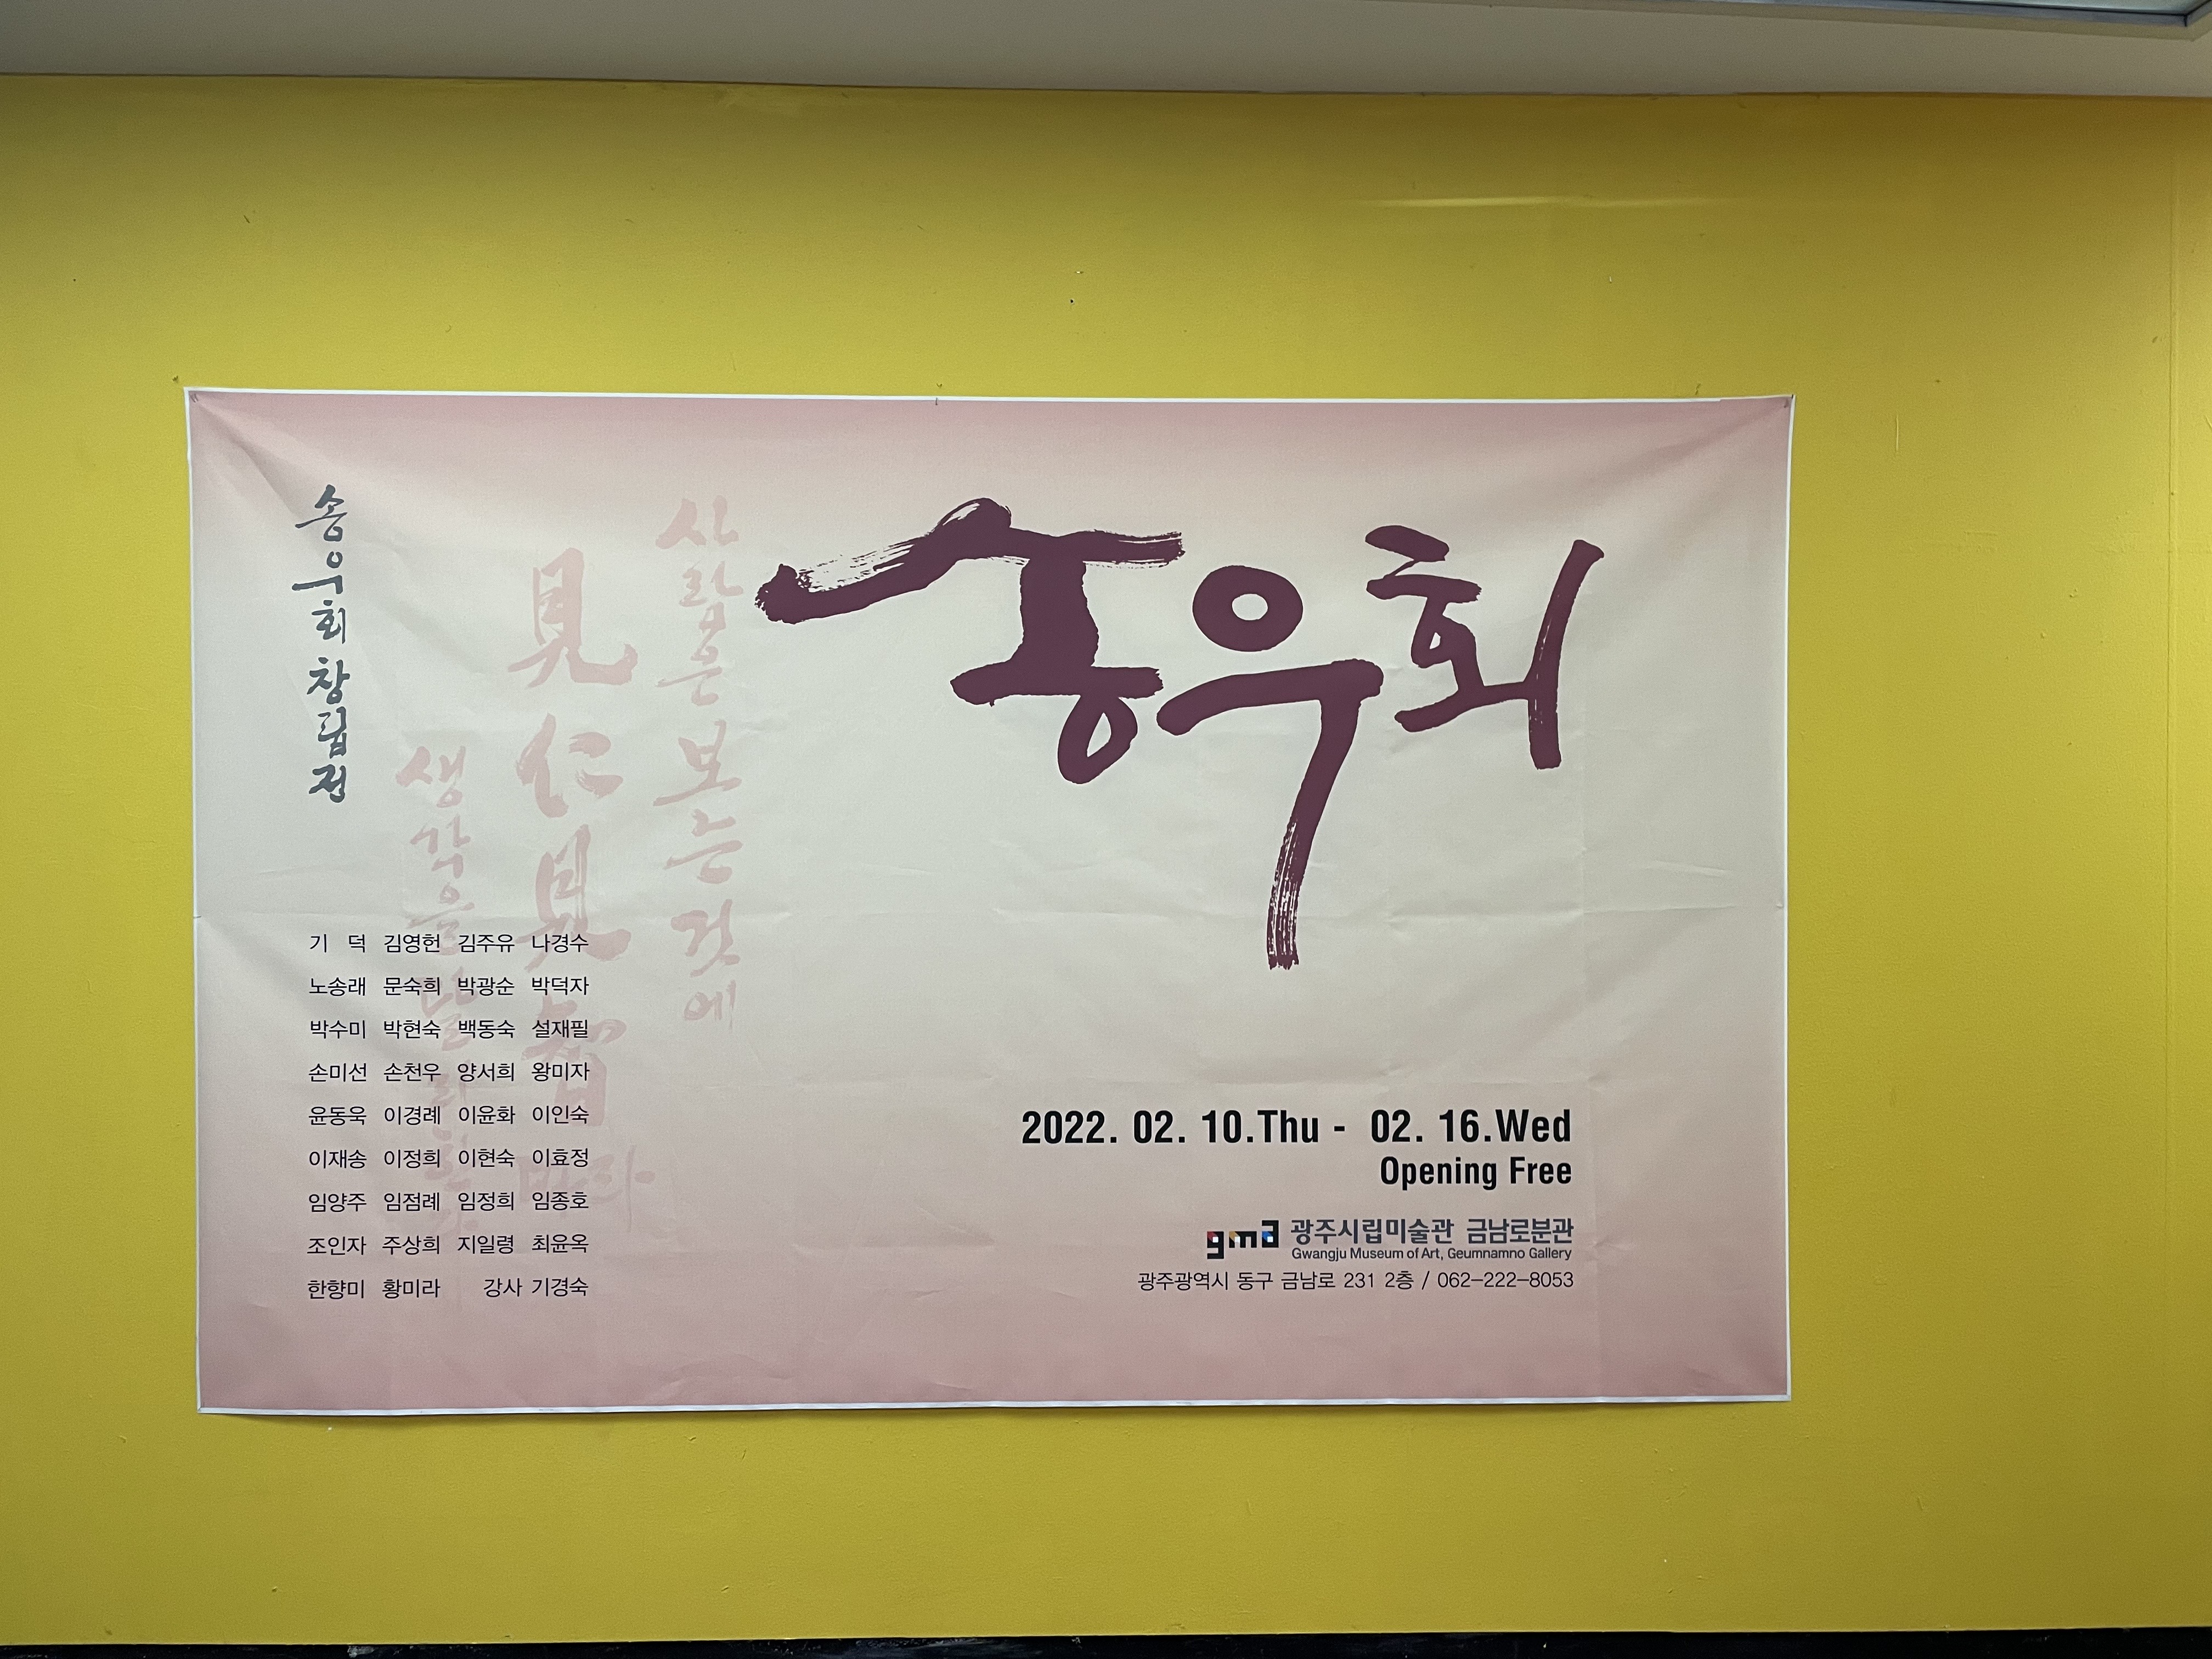 송우회
송우회 창립전
사람은 보는 것에
見仁見智
생각을
기 덕 김영헌 김주유 나경수
노송래 문숙희 박광순 박덕자
박수미 박현숙 백동숙 설재필
손미선 손천우 양서희 왕미자
윤동욱 이경례 이윤화 이인숙
이재송 이정희 이현숙 이효정
임양주 임점례 임정희 임종호
조인자 주상희 지일령 최윤옥
한향미 황미라 강사 기경숙
2022. 02. 10.Thu - 02. 16.Wed
Opening Free
gma 광주시립미술관 금남로분관
Gwangju Museum of Art, Geumnamno Gallery
광주광역시 동구 금남로 231 2층 / 062-222-8053